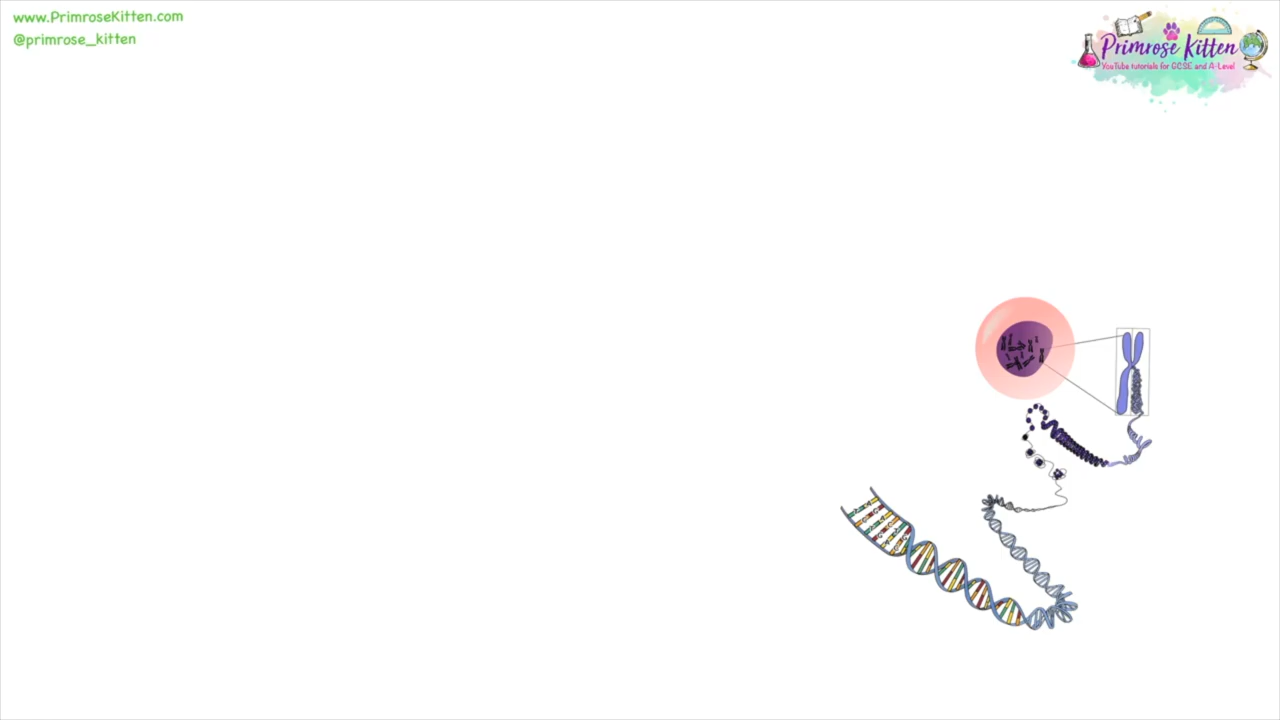 www.PrimroseKitten.com
@primrose_kitten
Primrose Kitten
YouTube tutorials for GCSE and A-Level